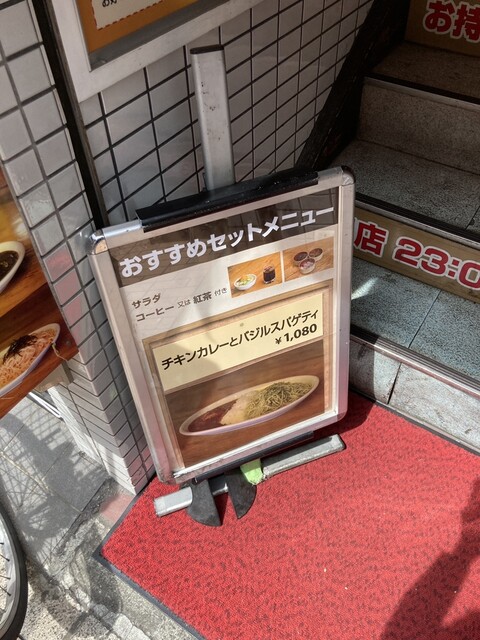 お持
おすすめセットメニュー
サラダ
コーヒー 又は 紅茶 付き
チキンカレーとバジルスパゲティ
¥1,080
店 23:0